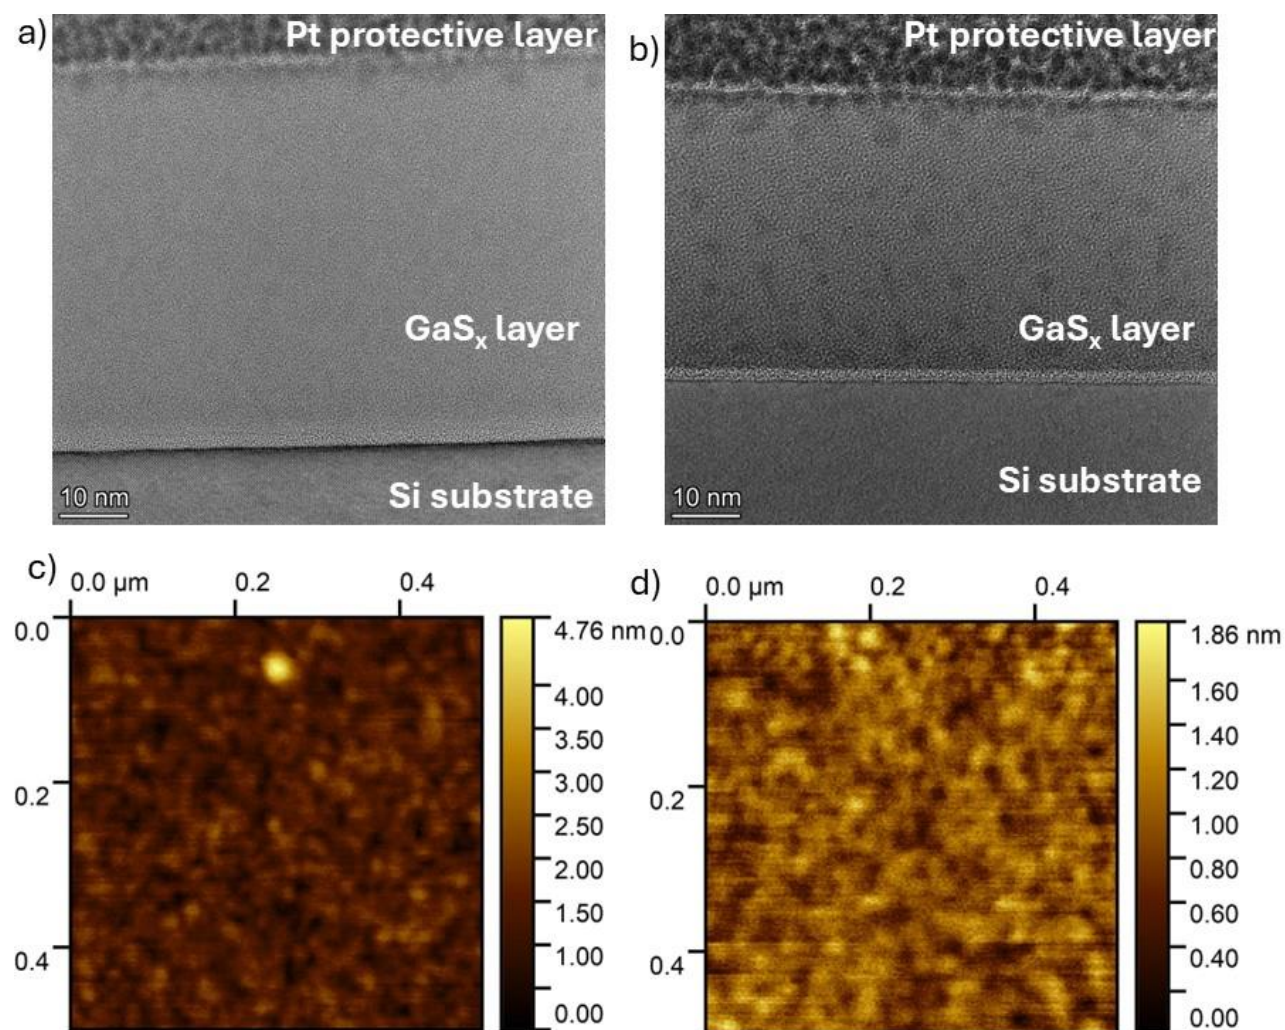 a)
Pt protective layer
GaSₓ layer
Si substrate
10 nm
b)
Pt protective layer
GaSₓ layer
Si substrate
10 nm
c)
0.0 µm 0.2 0.4
0.0
0.2
0.4
4.76 nm
4.00
3.50
3.00
2.50
2.00
1.50
1.00
0.00
d)
0.0 µm 0.2 0.4
0.0
0.2
0.4
1.86 nm
1.60
1.40
1.20
1.00
0.80
0.60
0.40
0.00